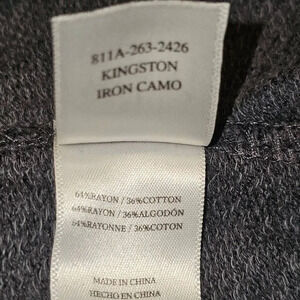 811A-263-2426
KINGSTON
IRON CAMO
64%RAYON / 36%COTTON
64%RAYON / 36%ALGODÓN
64%RAYONNE / 36%COTON
MADE IN CHINA
HECHO EN CHINA